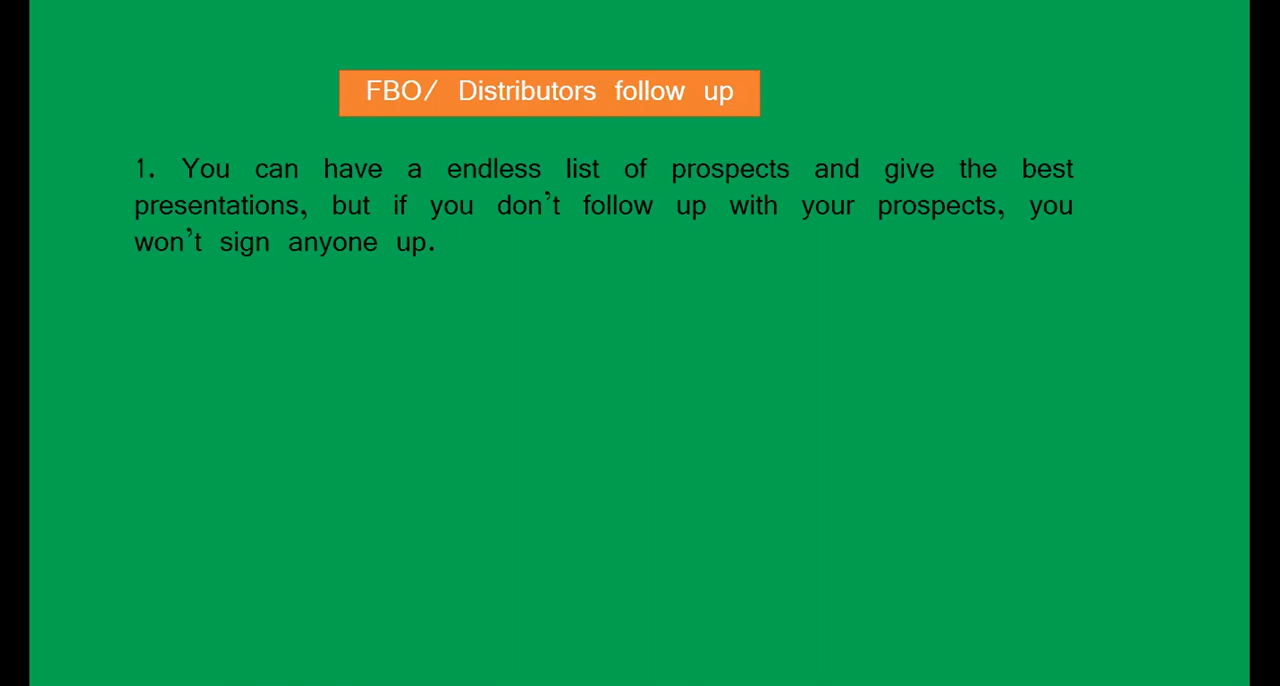 FBO/ Distributors follow up
1. You can have a endless list of prospects and give the best
presentations, but if you don’t follow up with your prospects, you
won’t sign anyone up.